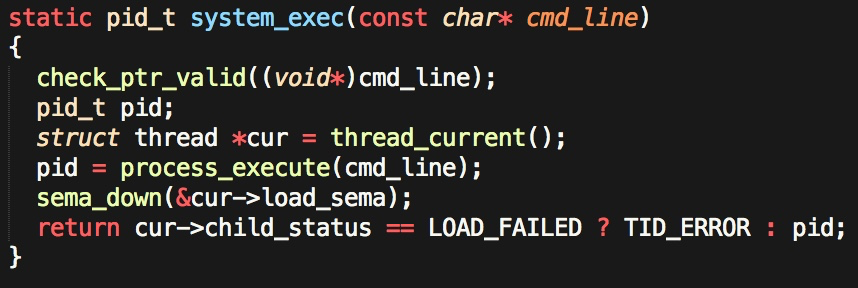 static pid_t system_exec(const char* cmd_line)
{
  check_ptr_valid((void*)cmd_line);
  pid_t pid;
  struct thread *cur = thread_current();
  pid = process_execute(cmd_line);
  sema_down(&cur->load_sema);
  return cur->child_status == LOAD_FAILED ? TID_ERROR : pid;
}